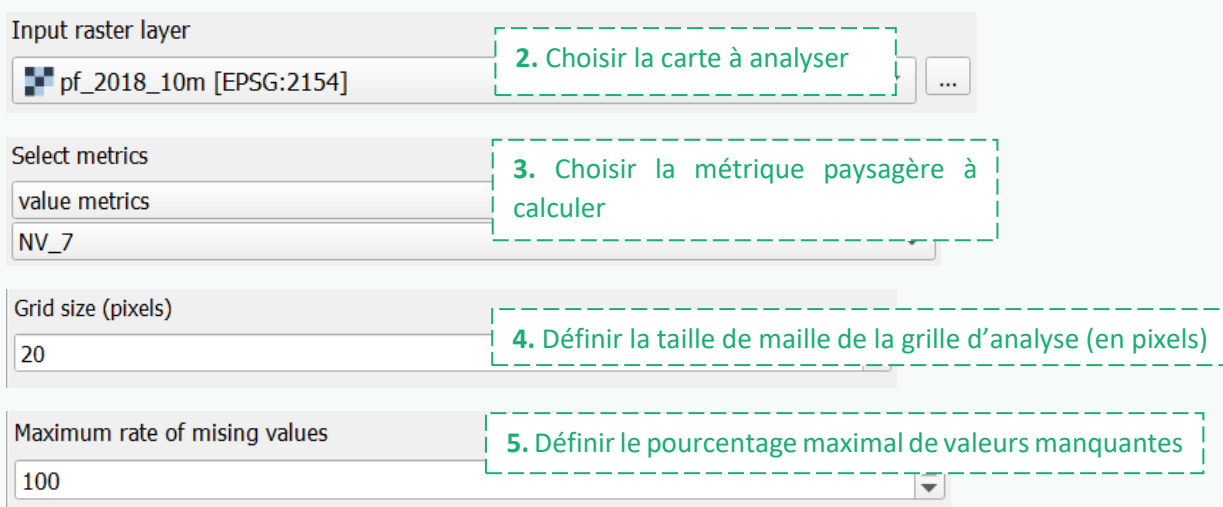 Input raster layer
2. Choisir la carte à analyser
pf_2018_10m [EPSG:2154]
...
Select metrics
3. Choisir la métrique paysagère à
calculer
value metrics
NV_7
Grid size (pixels)
4. Définir la taille de maille de la grille d'analyse (en pixels)
20
Maximum rate of mising values
5. Définir le pourcentage maximal de valeurs manquantes
100